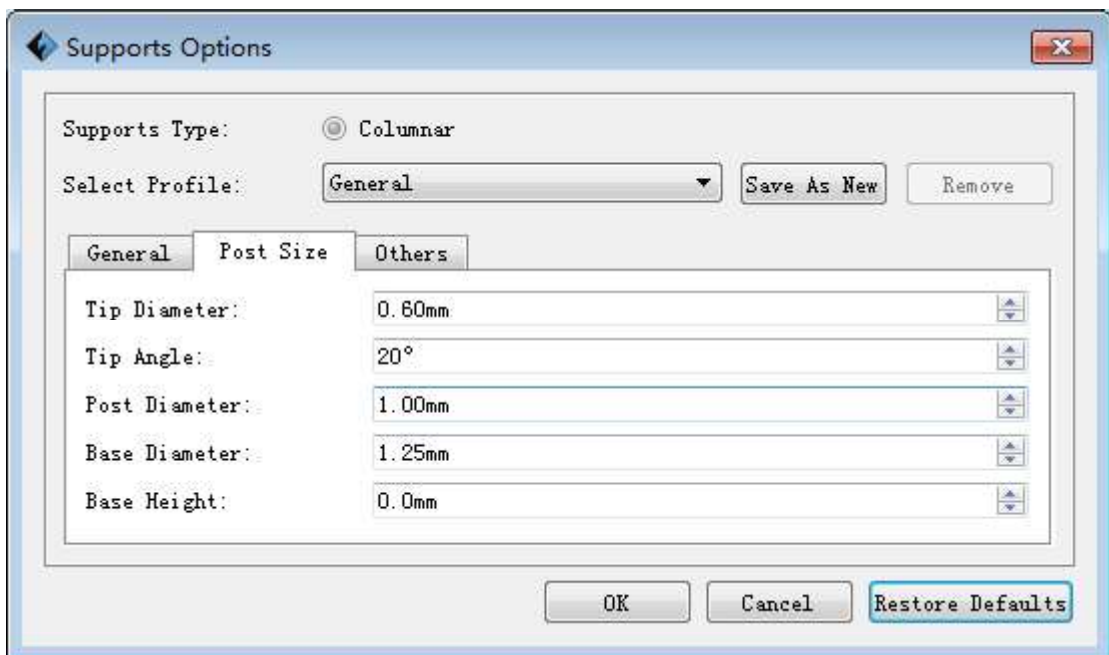 Supports Options
Supports Type: Columnar
Select Profile: General Save As New Remove
General Post Size Others
Tip Diameter: 0.60mm
Tip Angle: 20°
Post Diameter: 1.00mm
Base Diameter: 1.25mm
Base Height: 0.0mm
OK Cancel Restore Defaults